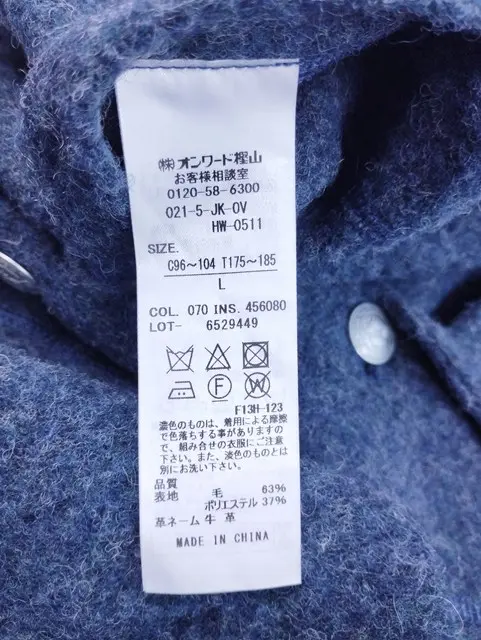 ㈱オンワード樫山
お客様相談室
0120-58-6300
021-5-JK-OV
HW-0511
SIZE.
C96～104 T175～185
L
COL. 070 INS. 456080
LOT- 6529449
F
W
F13H-123
濃色のものは、着用による摩擦
で色落ちする事がありますの
で、組み合せの衣服にご注意
下さい。また、淡色のものとは
別にお洗い下さい。
品質
表地 毛 63%
ポリエステル 37%
革ネーム 牛 革
MADE IN CHINA